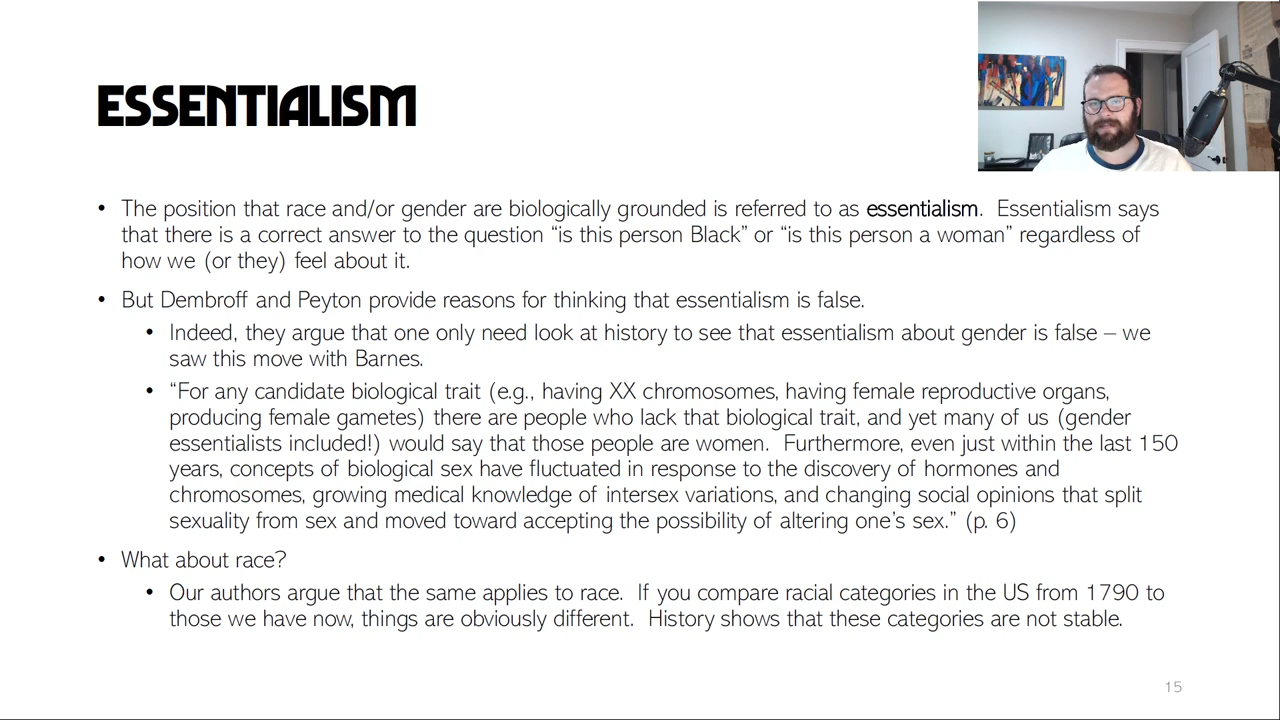 ESSENTIALISM
• The position that race and/or gender are biologically grounded is referred to as essentialism. Essentialism says
that there is a correct answer to the question “is this person Black” or “is this person a woman” regardless of
how we (or they) feel about it.
• But Dembroff and Peyton provide reasons for thinking that essentialism is false.
• Indeed, they argue that one only need look at history to see that essentialism about gender is false – we
saw this move with Barnes.
• “For any candidate biological trait (e.g., having XX chromosomes, having female reproductive organs,
producing female gametes) there are people who lack that biological trait, and yet many of us (gender
essentialists included!) would say that those people are women. Furthermore, even just within the last 150
years, concepts of biological sex have fluctuated in response to the discovery of hormones and
chromosomes, growing medical knowledge of intersex variations, and changing social opinions that split
sexuality from sex and moved toward accepting the possibility of altering one’s sex.” (p. 6)
• What about race?
• Our authors argue that the same applies to race. If you compare racial categories in the US from 1790 to
those we have now, things are obviously different. History shows that these categories are not stable.
15